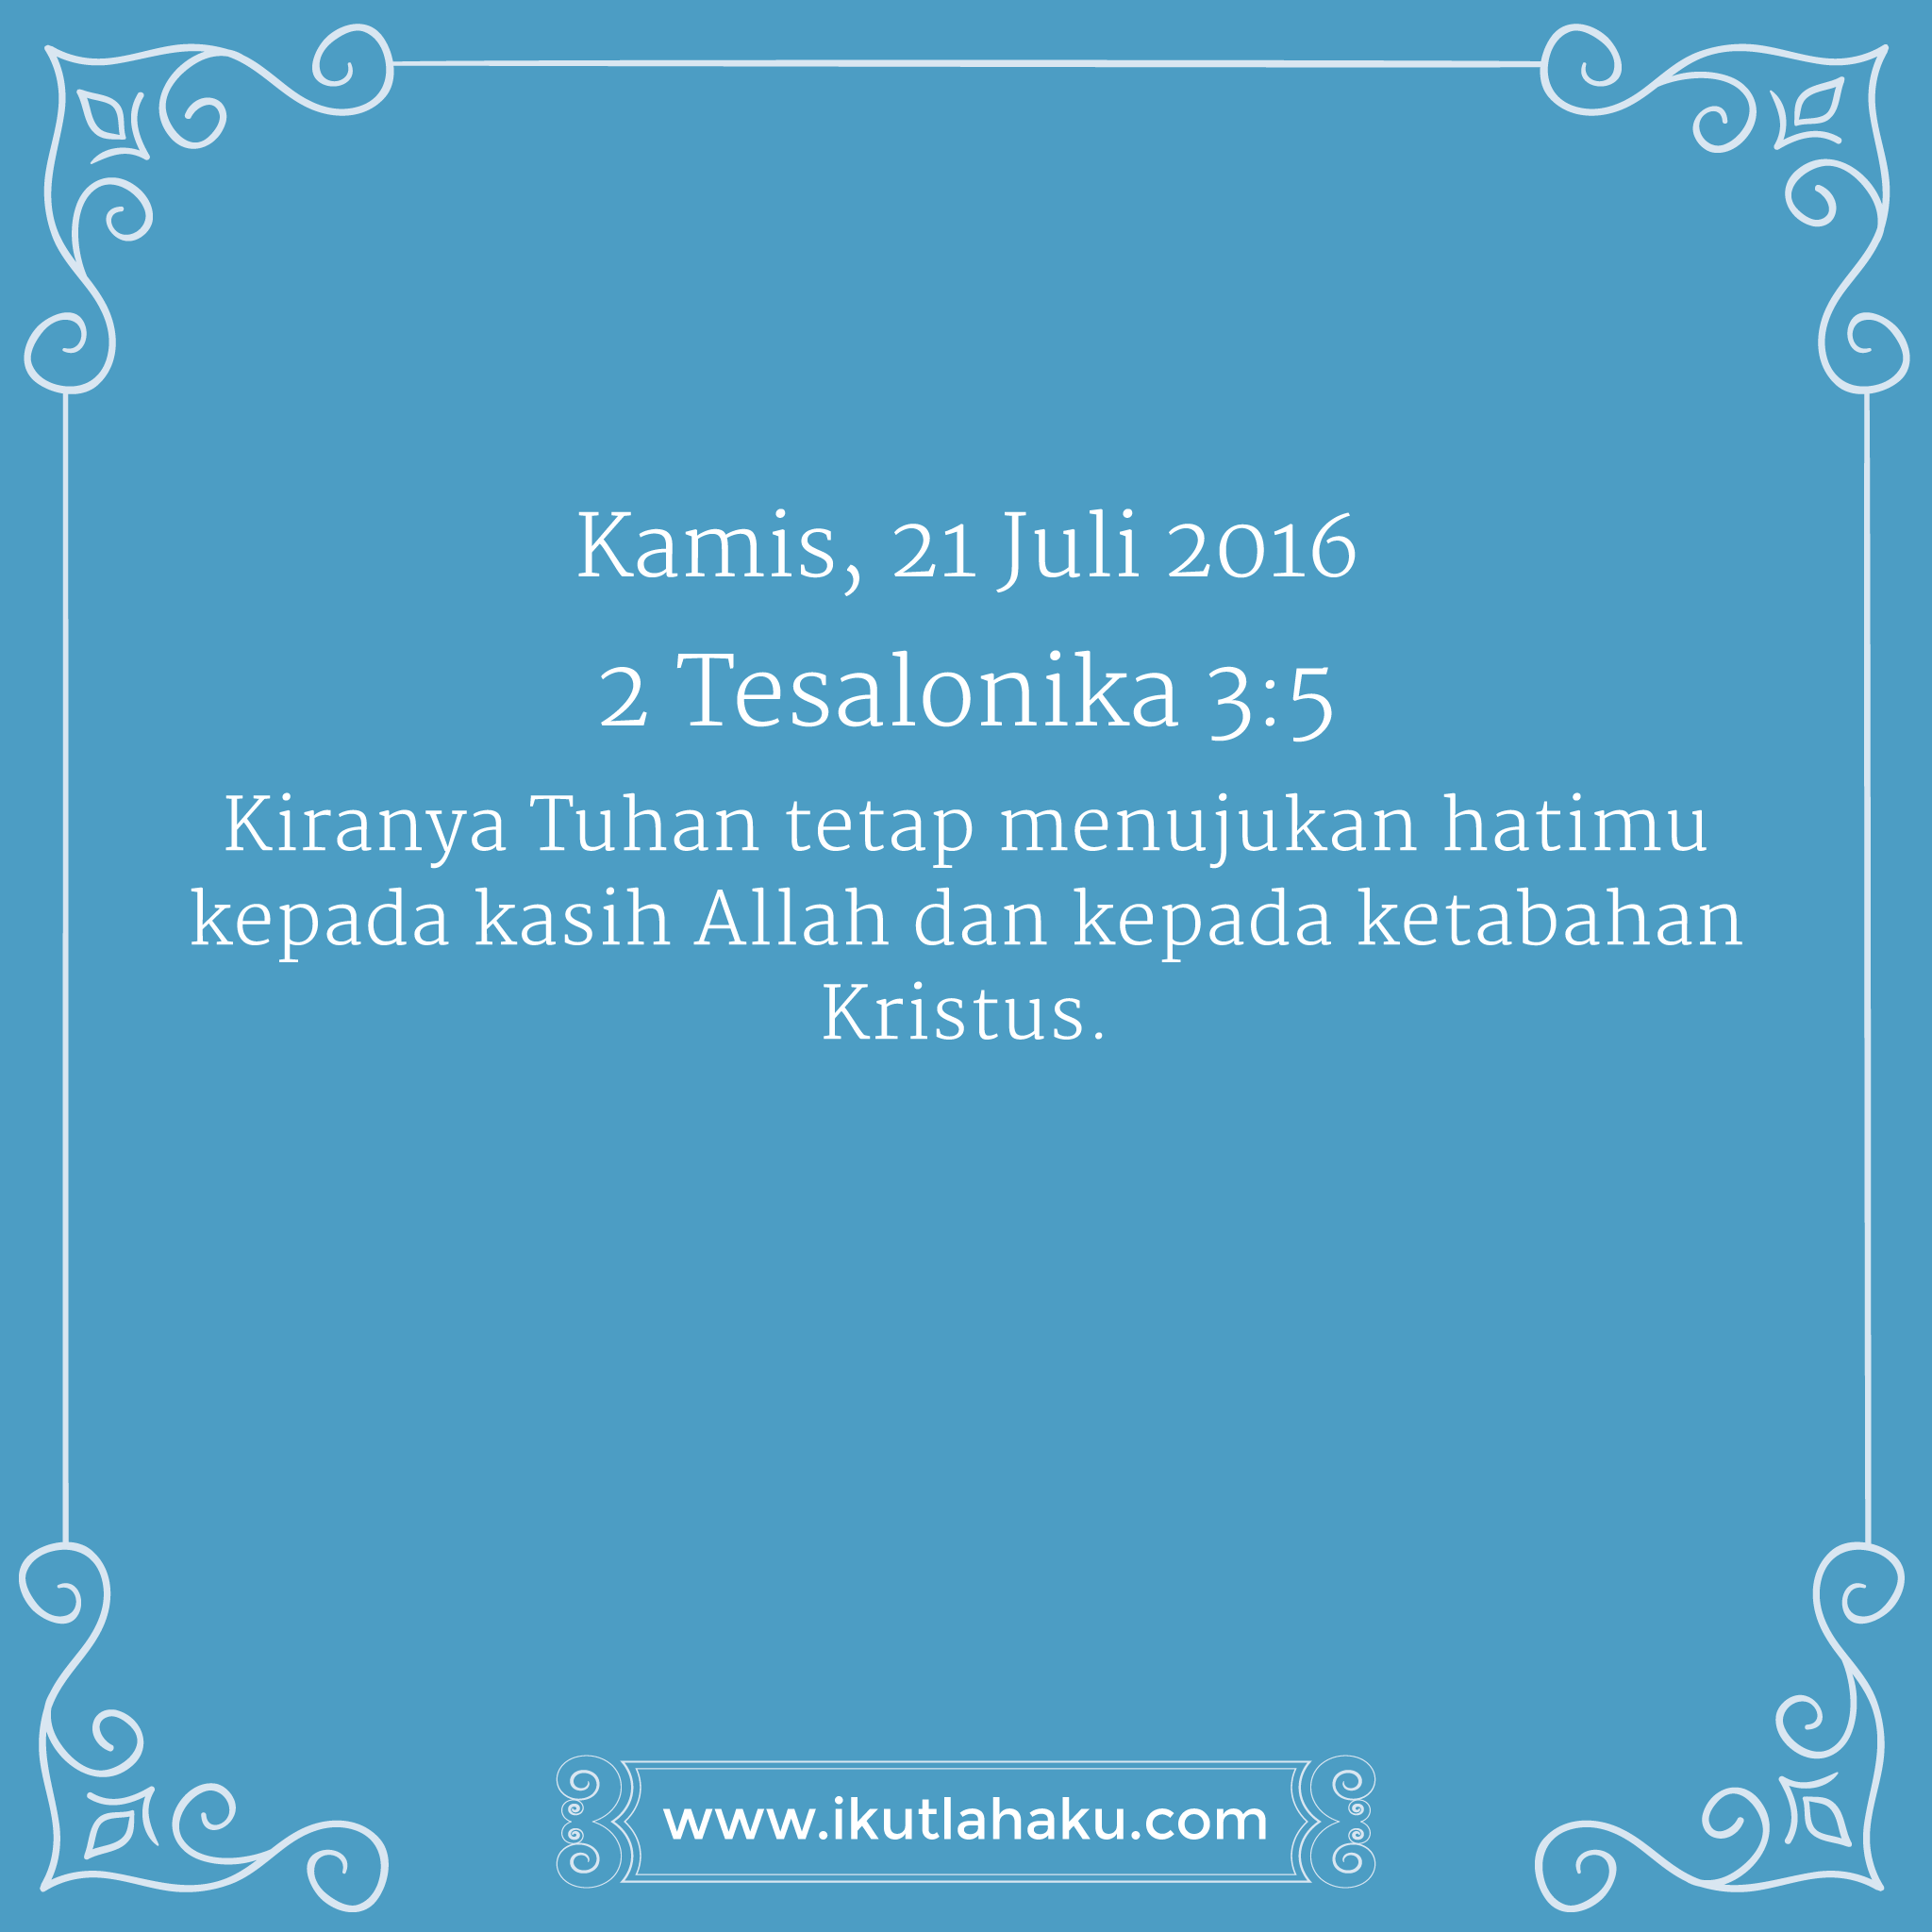 Kamis, 21 Juli 2016
2 Tesalonika 3:5
Kiranya Tuhan tetap menujukan hatimu
kepada kasih Allah dan kepada ketabahan
Kristus.
www.ikutlahaku.com